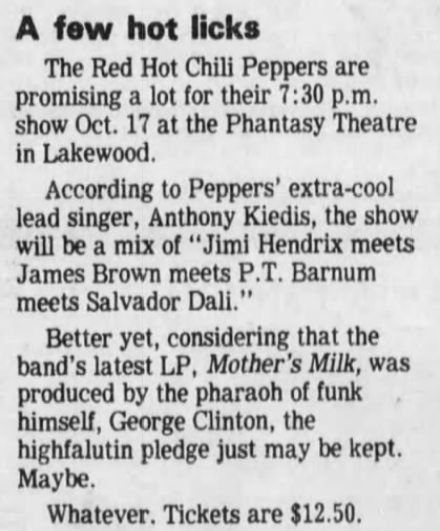 A few hot licks
The Red Hot Chili Peppers are
promising a lot for their 7:30 p.m.
show Oct. 17 at the Phantasy Theatre
in Lakewood.
According to Peppers' extra-cool
lead singer, Anthony Kiedis, the show
will be a mix of "Jimi Hendrix meets
James Brown meets P.T. Barnum
meets Salvador Dali."
Better yet, considering that the
band's latest LP, Mother's Milk, was
produced by the pharaoh of funk
himself, George Clinton, the
highfalutin pledge just may be kept.
Maybe.
Whatever. Tickets are $12.50.